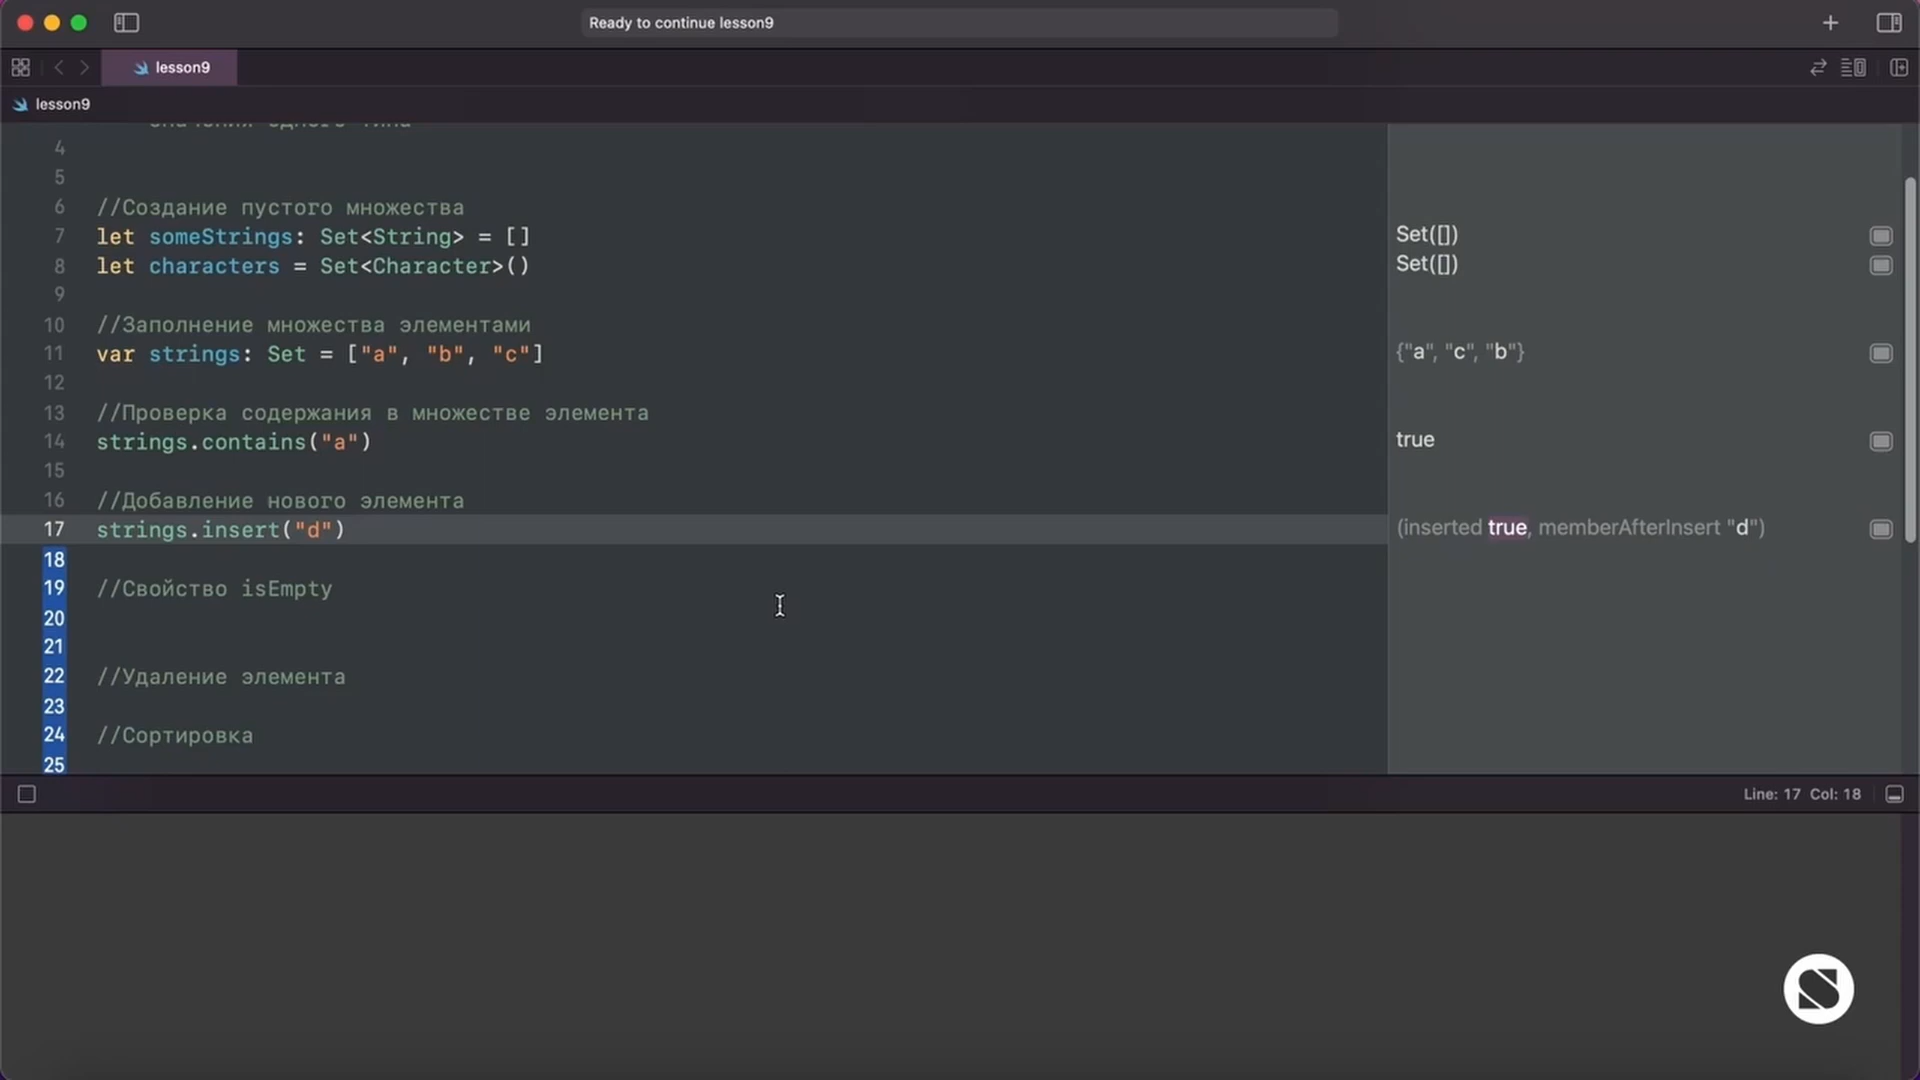 Ready to continue lesson9
lesson9
lesson9
4
5
6 //Создание пустого множества
7 let someStrings: Set<String> = [] Set([])
8 let characters = Set<Character>() Set([])
9
10 //Заполнение множества элементами
11 var strings: Set = ["a", "b", "c"] {"a", "c", "b"}
12
13 //Проверка содержания в множестве элемента
14 strings.contains("a") true
15
16 //Добавление нового элемента
17 strings.insert("d") (inserted true, memberAfterInsert "d")
18
19 //Свойство isEmpty
20
21
22 //Удаление элемента
23
24 //Сортировка
25
Line: 17 Col: 18